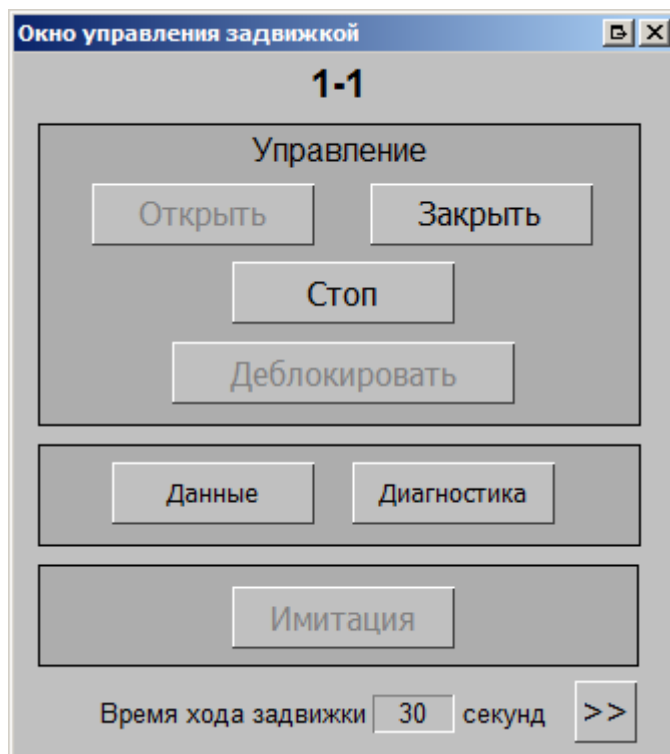 Окно управления задвижкой
1-1
Управление
Открыть Закрыть
Стоп
Деблокировать
Данные Диагностика
Имитация
Время хода задвижки 30 секунд >>